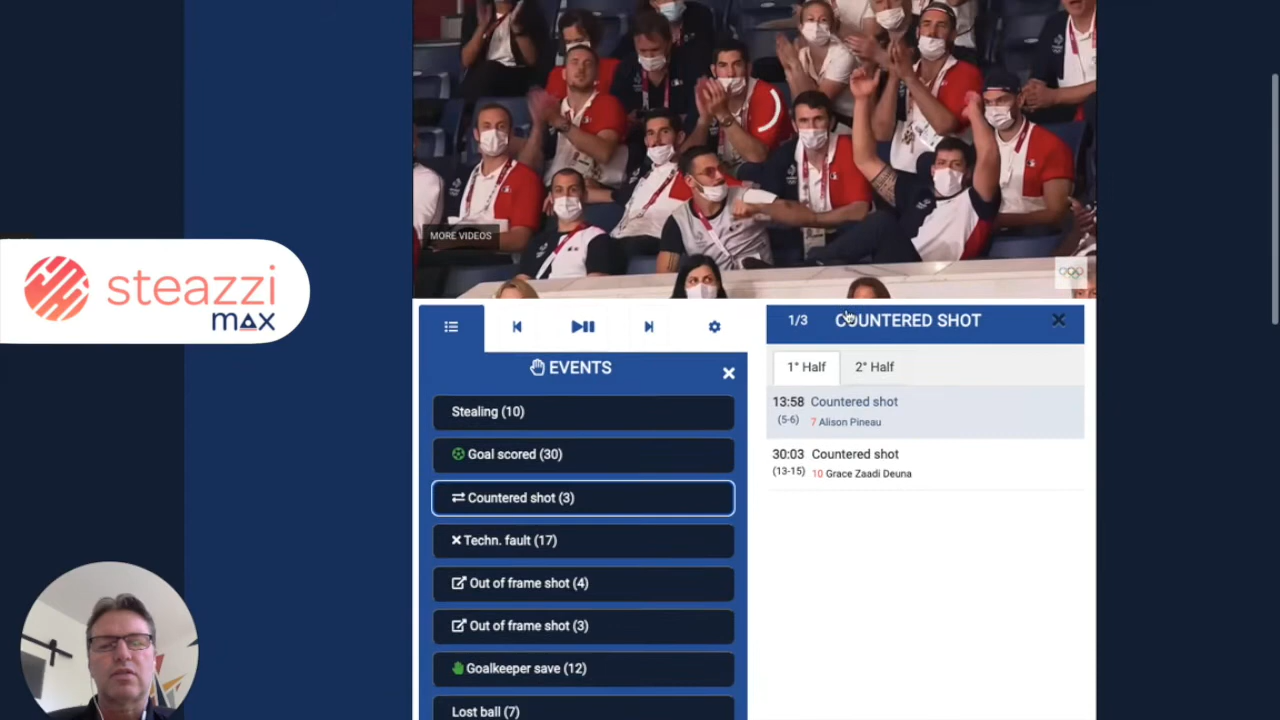 MORE VIDEOS
steazzi
max
EVENTS
Stealing (10)
Goal scored (30)
Countered shot (3)
Techn. fault (17)
Out of frame shot (4)
Out of frame shot (3)
Goalkeeper save (12)
Lost ball (7)
1/3 COUNTERED SHOT
1° Half 2° Half
13:58 Countered shot
(5-6) 7 Alison Pineau
30:03 Countered shot
(13-15) 10 Grace Zaadi Deuna